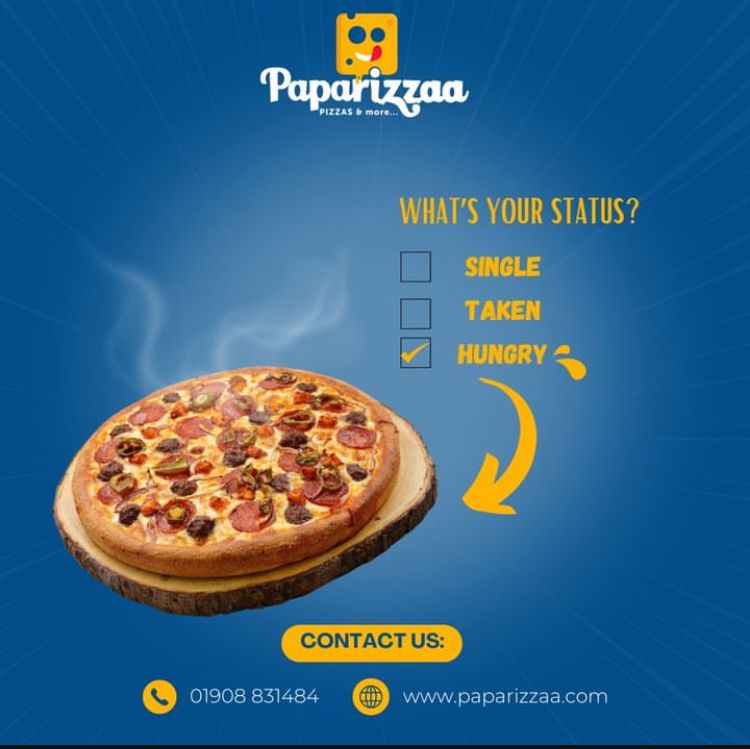 Paparizzaa
PIZZAS & more...
WHAT'S YOUR STATUS?
SINGLE
TAKEN
HUNGRY
CONTACT US:
01908 831484
www.paparizzaa.com